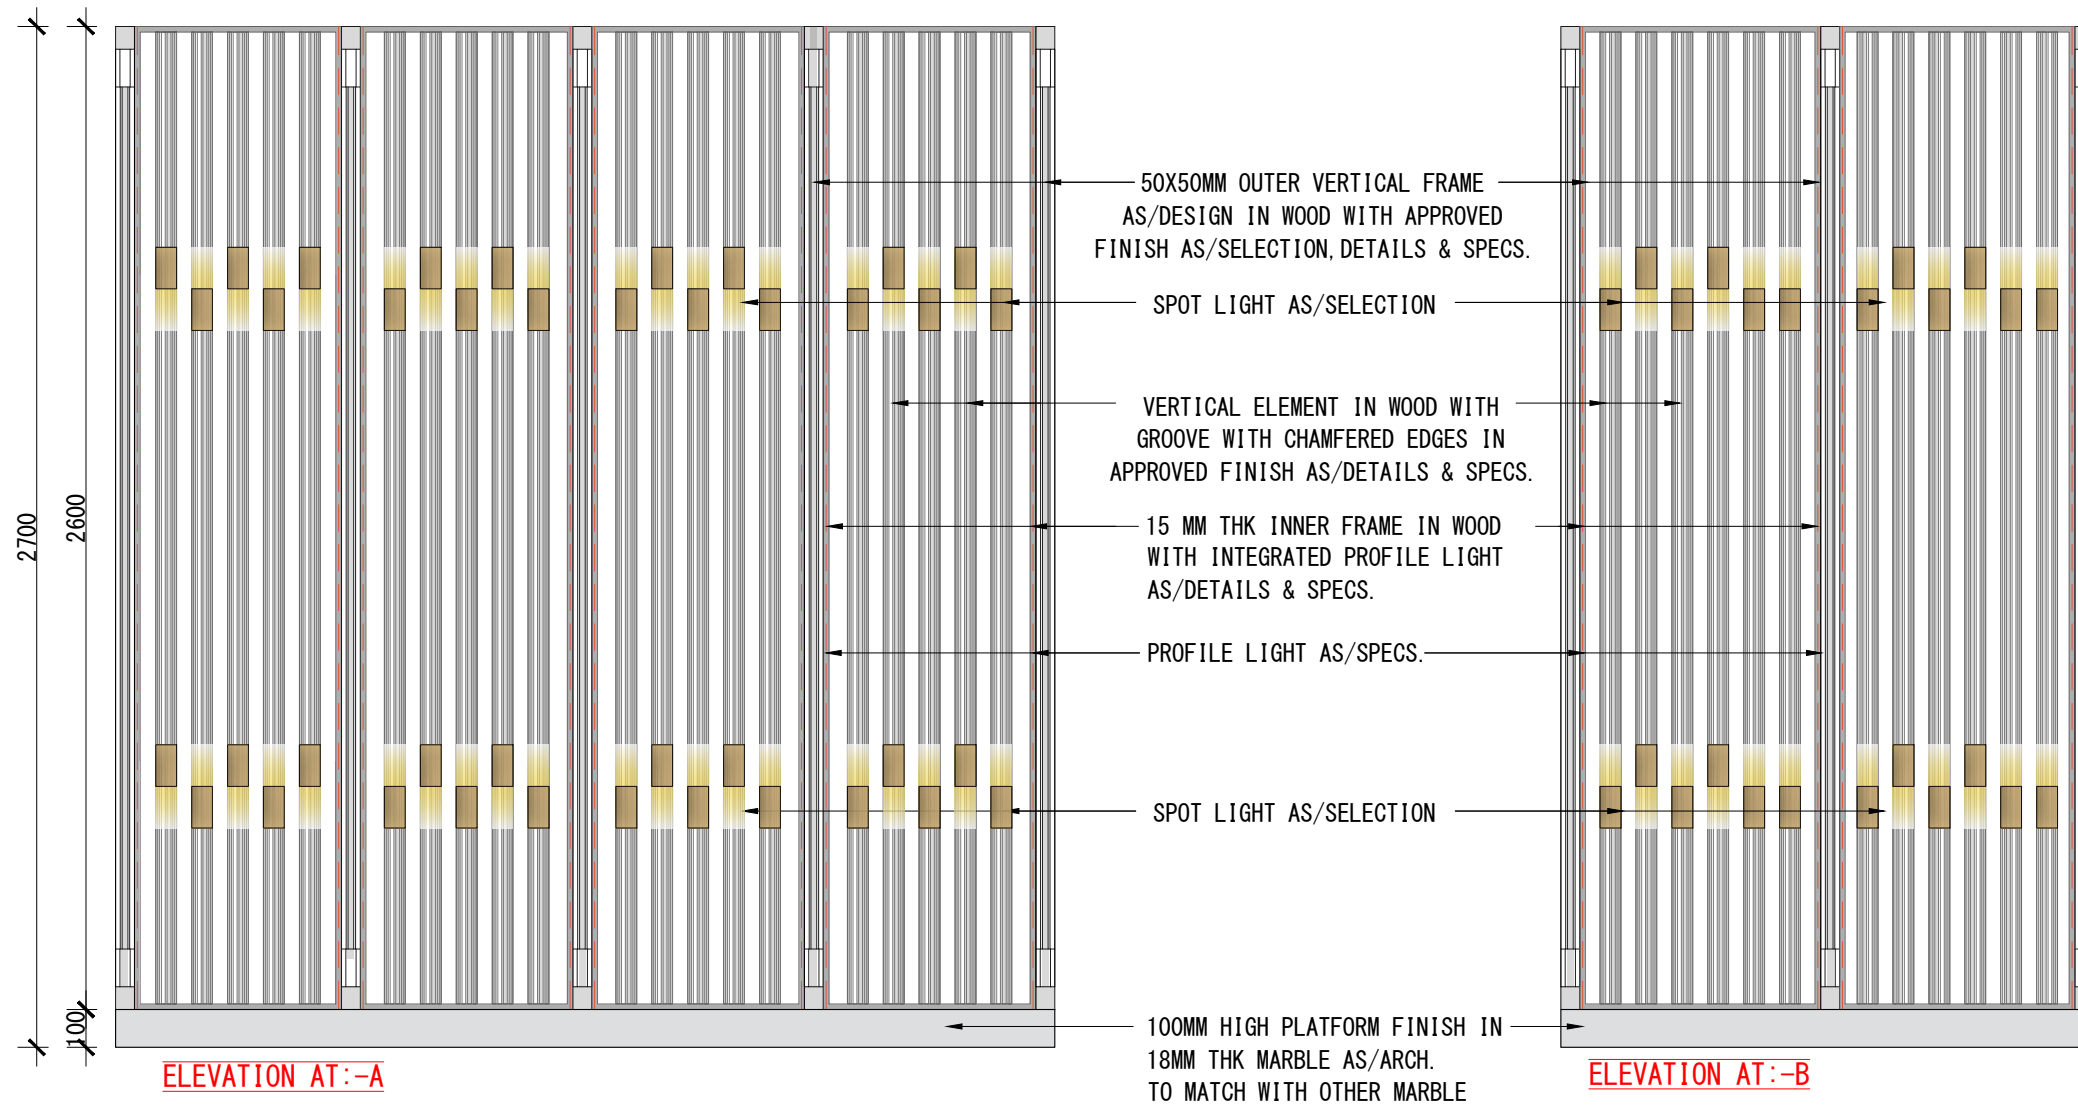 2700
2600
100
50X50MM OUTER VERTICAL FRAME
AS/DESIGN IN WOOD WITH APPROVED
FINISH AS/SELECTION, DETAILS & SPECS.
SPOT LIGHT AS/SELECTION
VERTICAL ELEMENT IN WOOD WITH
GROOVE WITH CHAMFERED EDGES IN
APPROVED FINISH AS/DETAILS & SPECS.
15 MM THK INNER FRAME IN WOOD
WITH INTEGRATED PROFILE LIGHT
AS/DETAILS & SPECS.
PROFILE LIGHT AS/SPECS.
SPOT LIGHT AS/SELECTION
100MM HIGH PLATFORM FINISH IN
18MM THK MARBLE AS/ARCH.
TO MATCH WITH OTHER MARBLE
ELEVATION AT:-A
ELEVATION AT:-B